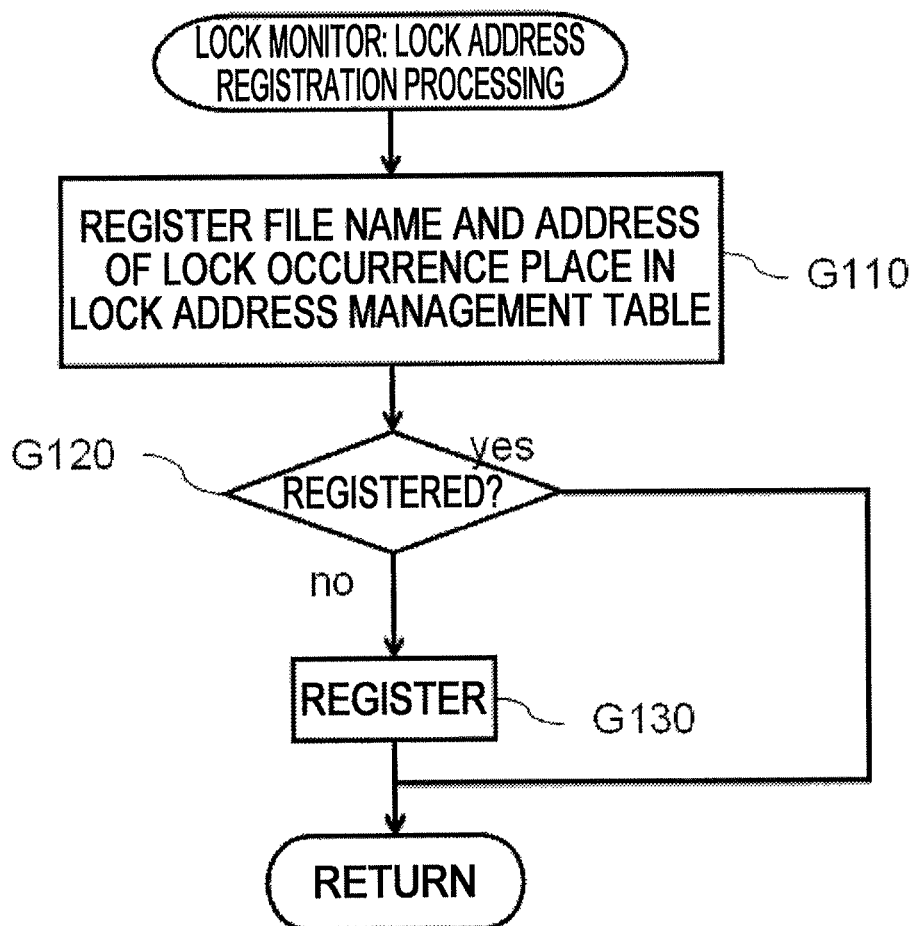 LOCK MONITOR: LOCK ADDRESS
REGISTRATION PROCESSING
REGISTER FILE NAME AND ADDRESS
OF LOCK OCCURRENCE PLACE IN
LOCK ADDRESS MANAGEMENT TABLE
G110
G120
yes
REGISTERED?
no
REGISTER
G130
RETURN